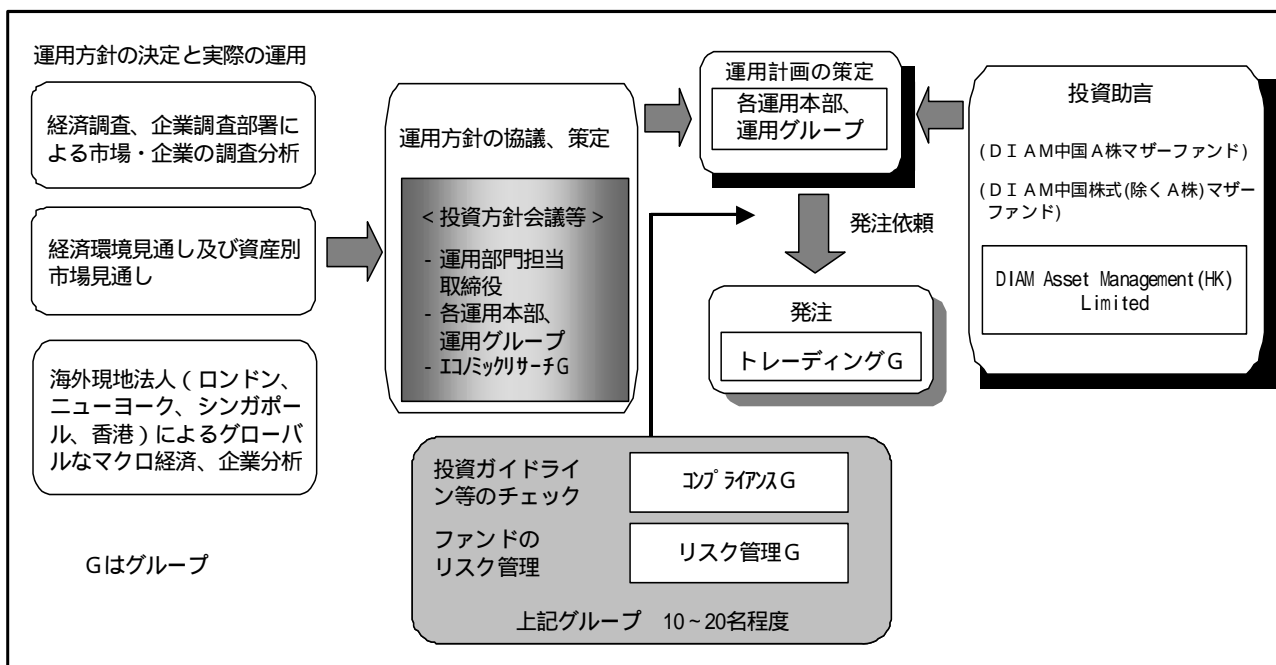 運用方針の決定と実際の運用
経済調査、企業調査部署に
よる市場・企業の調査分析
経済環境見通し及び資産別
市場見通し
海外現地法人(ロンドン、
ニューヨーク、シンガポー
ル、香港)によるグローバ
ルなマクロ経済、企業分析
Gはグループ
運用方針の協議、策定
<投資方針会議等>
- 運用部門担当
取締役
- 各運用本部、
運用グループ
- エコノミックリサーチG
運用計画の策定
各運用本部、
運用グループ
発注依頼
発注
トレーディングG
投資助言
(DIAM中国A株マザーファンド)
(DIAM中国株式(除くA株)マザー
ファンド)
DIAM Asset Management(HK)
Limited
投資ガイドライ
ン等のチェック
コンプライアンスG
ファンドの
リスク管理
リスク管理G
上記グループ 10~20名程度